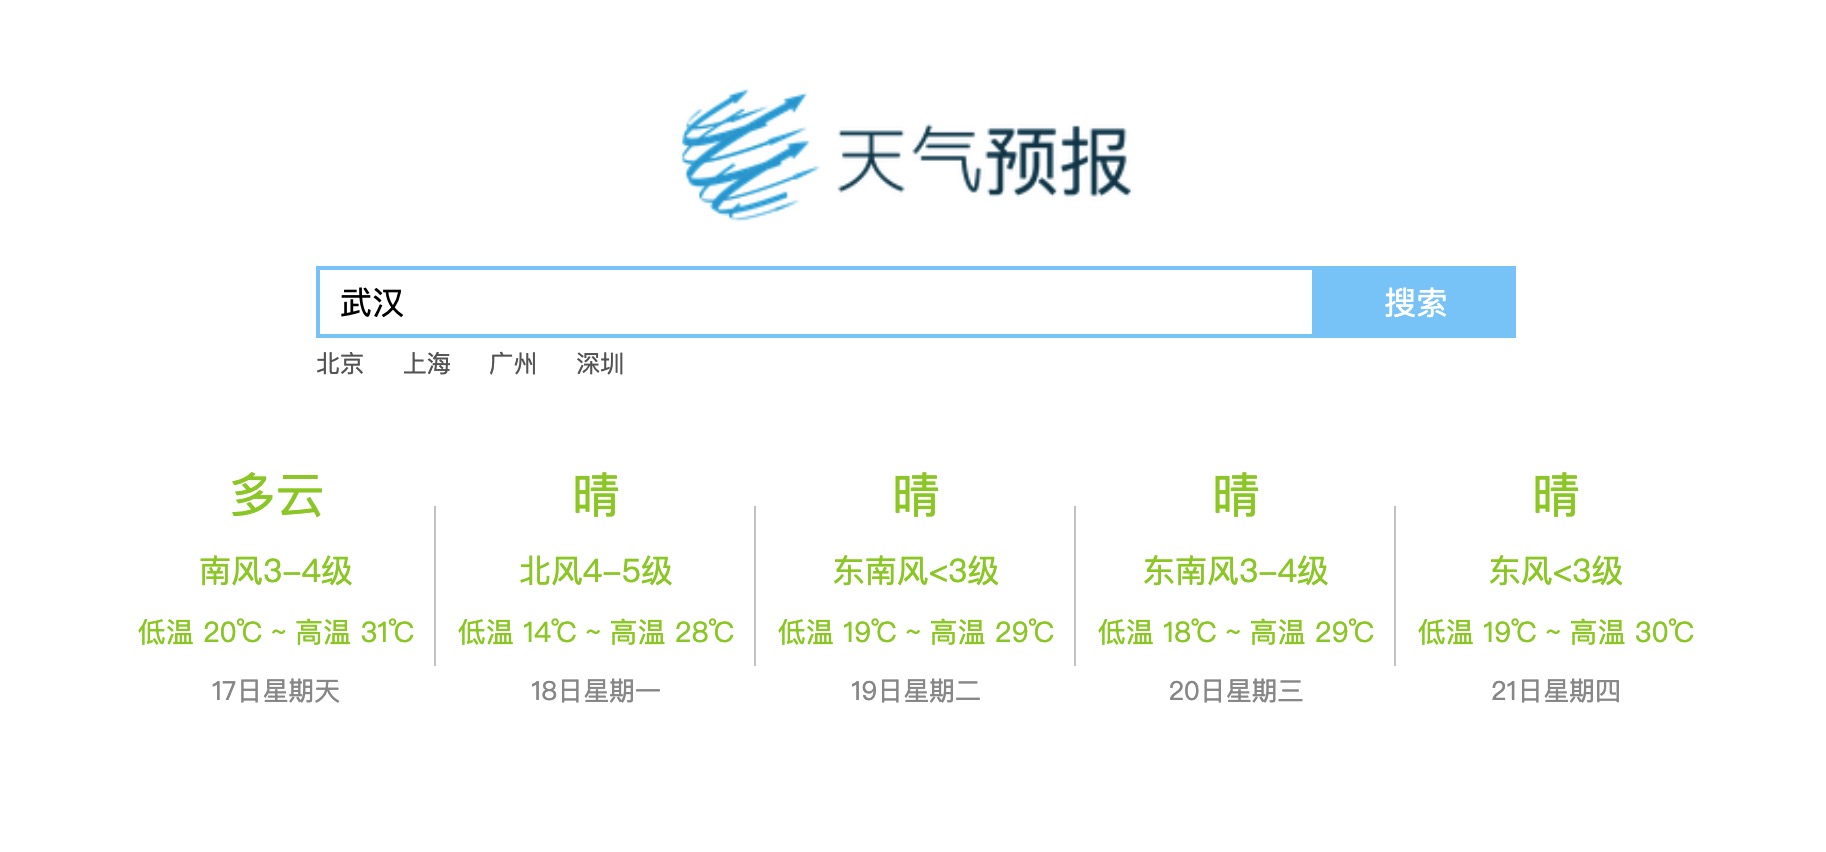 天气预报
武汉 搜索
北京 上海 广州 深圳
多云 晴 晴 晴 晴
南风3-4级 北风4-5级 东南风<3级 东南风3-4级 东风<3级
低温 20℃ ~ 高温 31℃ 低温 14℃ ~ 高温 28℃ 低温 19℃ ~ 高温 29℃ 低温 18℃ ~ 高温 29℃ 低温 19℃ ~ 高温 30℃
17日星期天 18日星期一 19日星期二 20日星期三 21日星期四